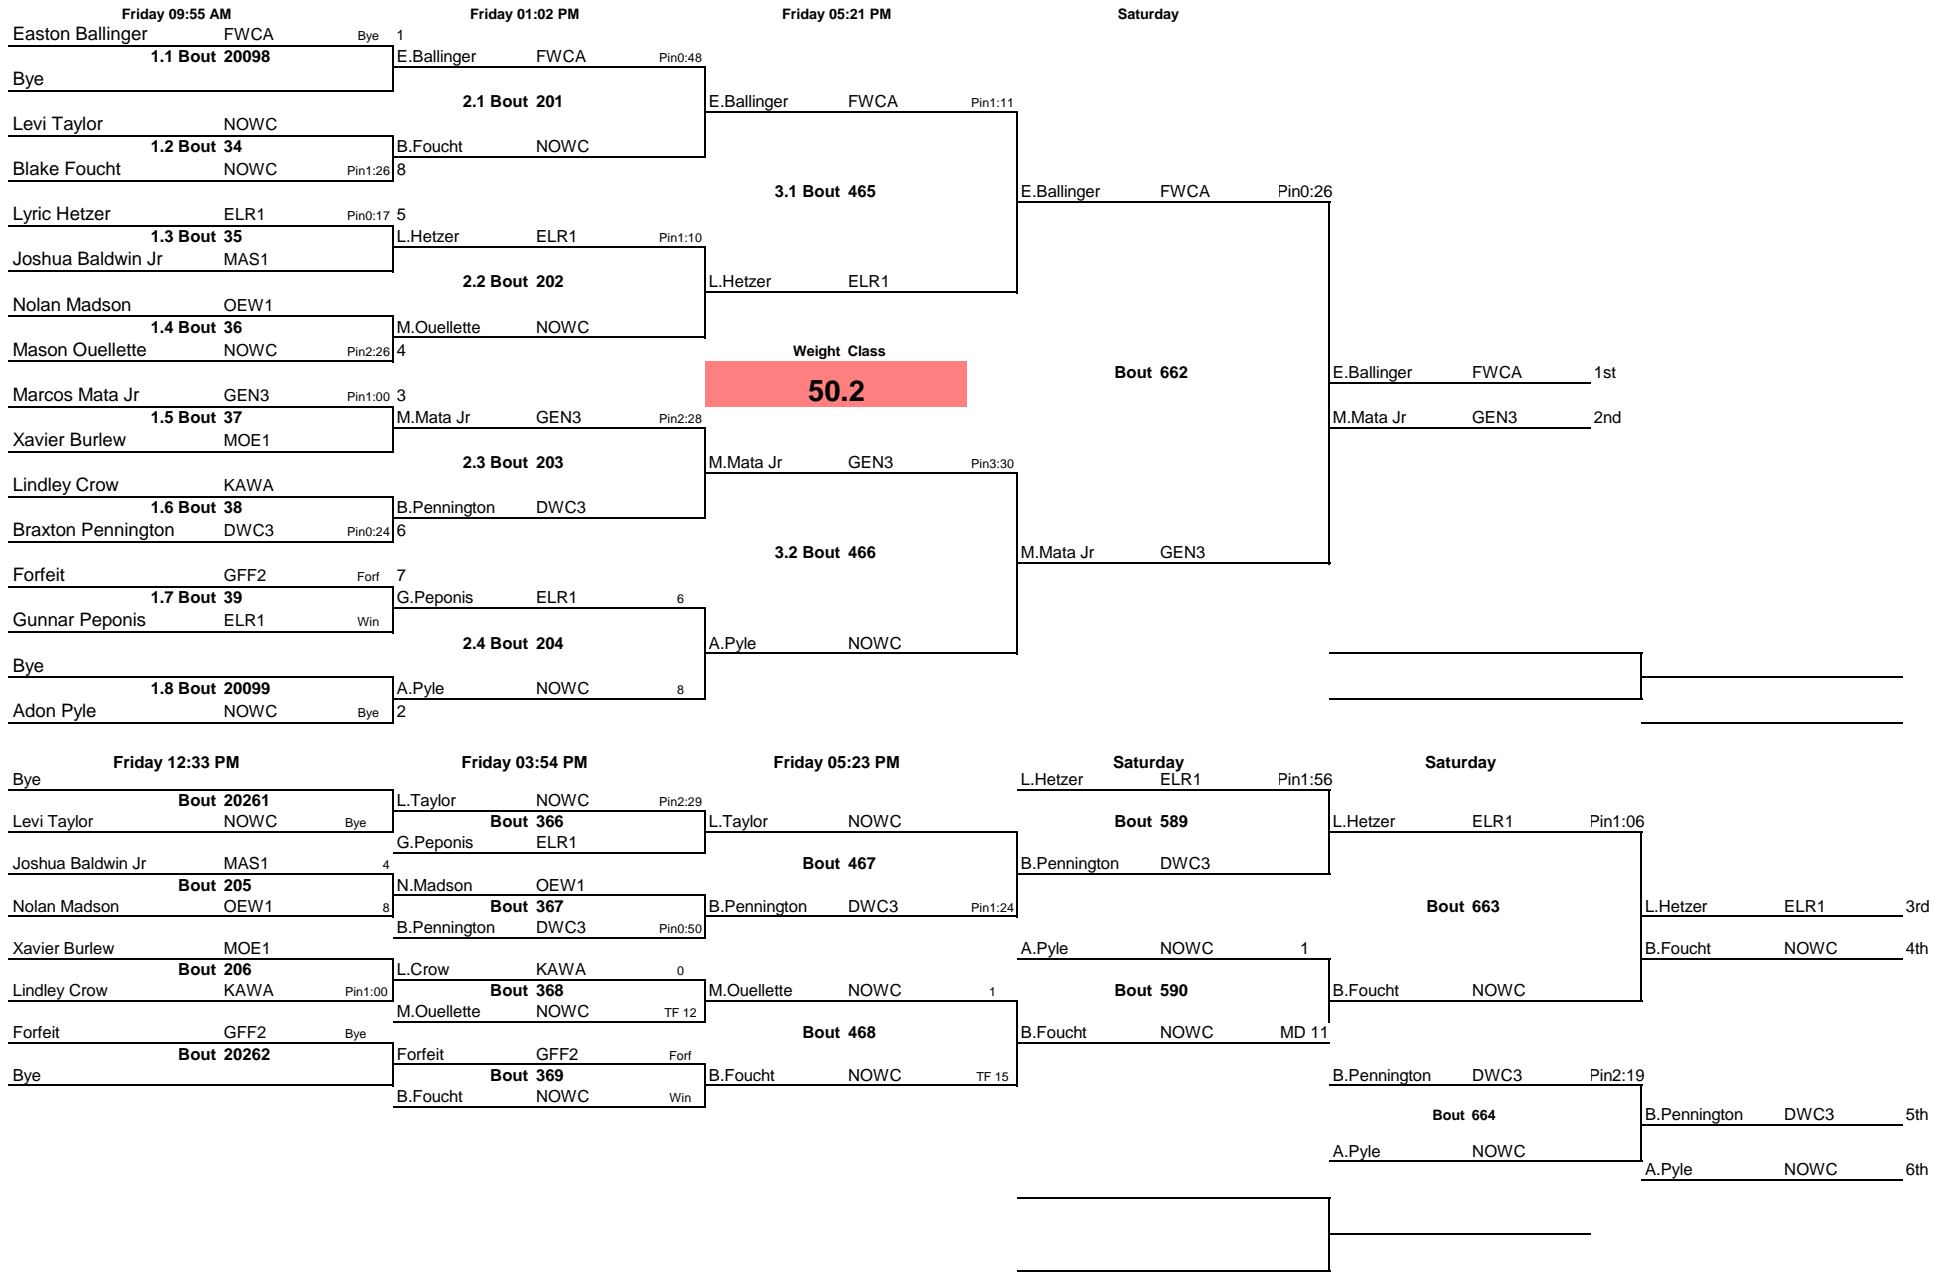 Friday 09:55 AM Friday 01:02 PM Friday 05:21 PM Saturday
Easton Ballinger FWCA Bye 1
1.1 Bout 20098 E.Ballinger FWCA Pin0:48
Bye
2.1 Bout 201 E.Ballinger FWCA Pin1:11
Levi Taylor NOWC
1.2 Bout 34 B.Foucht NOWC
Blake Foucht NOWC Pin1:26 8
3.1 Bout 465 E.Ballinger FWCA Pin0:26
Lyric Hetzer ELR1 Pin0:17 5
1.3 Bout 35 L.Hetzer ELR1 Pin1:10
Joshua Baldwin Jr MAS1
2.2 Bout 202 L.Hetzer ELR1
Nolan Madson OEW1
1.4 Bout 36 M.Ouellette NOWC
Mason Ouellette NOWC Pin2:26 4 Weight Class
Bout 662 E.Ballinger FWCA 1st
50.2
Marcos Mata Jr GEN3 Pin1:00 3
1.5 Bout 37 M.Mata Jr GEN3 Pin2:28 M.Mata Jr GEN3 2nd
Xavier Burlew MOE1
2.3 Bout 203 M.Mata Jr GEN3 Pin3:30
Lindley Crow KAWA
1.6 Bout 38 B.Pennington DWC3
Braxton Pennington DWC3 Pin0:24 6
3.2 Bout 466 M.Mata Jr GEN3
Forfeit GFF2 Forf 7
1.7 Bout 39 G.Peponis ELR1 6
Gunnar Peponis ELR1 Win
2.4 Bout 204 A.Pyle NOWC
Bye
1.8 Bout 20099 A.Pyle NOWC 8
Adon Pyle NOWC Bye 2
Friday 12:33 PM Friday 03:54 PM Friday 05:23 PM Saturday Saturday
Bye L.Hetzer ELR1 Pin1:56
Bout 20261 L.Taylor NOWC Pin2:29
Levi Taylor NOWC Bye Bout 366 L.Taylor NOWC Bout 589 L.Hetzer ELR1 Pin1:06
G.Peponis ELR1
Joshua Baldwin Jr MAS1 4 Bout 467 B.Pennington DWC3
Bout 205 N.Madson OEW1
Nolan Madson OEW1 8 Bout 367 B.Pennington DWC3 Pin1:24 Bout 663 L.Hetzer ELR1 3rd
B.Pennington DWC3 Pin0:50
Xavier Burlew MOE1 A.Pyle NOWC 1 B.Foucht NOWC 4th
Bout 206 L.Crow KAWA 0
Lindley Crow KAWA Pin1:00 Bout 368 M.Ouellette NOWC 1 Bout 590 B.Foucht NOWC
M.Ouellette NOWC TF 12
Forfeit GFF2 Bye Bout 468 B.Foucht NOWC MD 11
Bout 20262 Forfeit GFF2 Forf
Bye Bout 369 B.Foucht NOWC TF 15 B.Pennington DWC3 Pin2:19
B.Foucht NOWC Win
Bout 664 B.Pennington DWC3 5th
A.Pyle NOWC
A.Pyle NOWC 6th